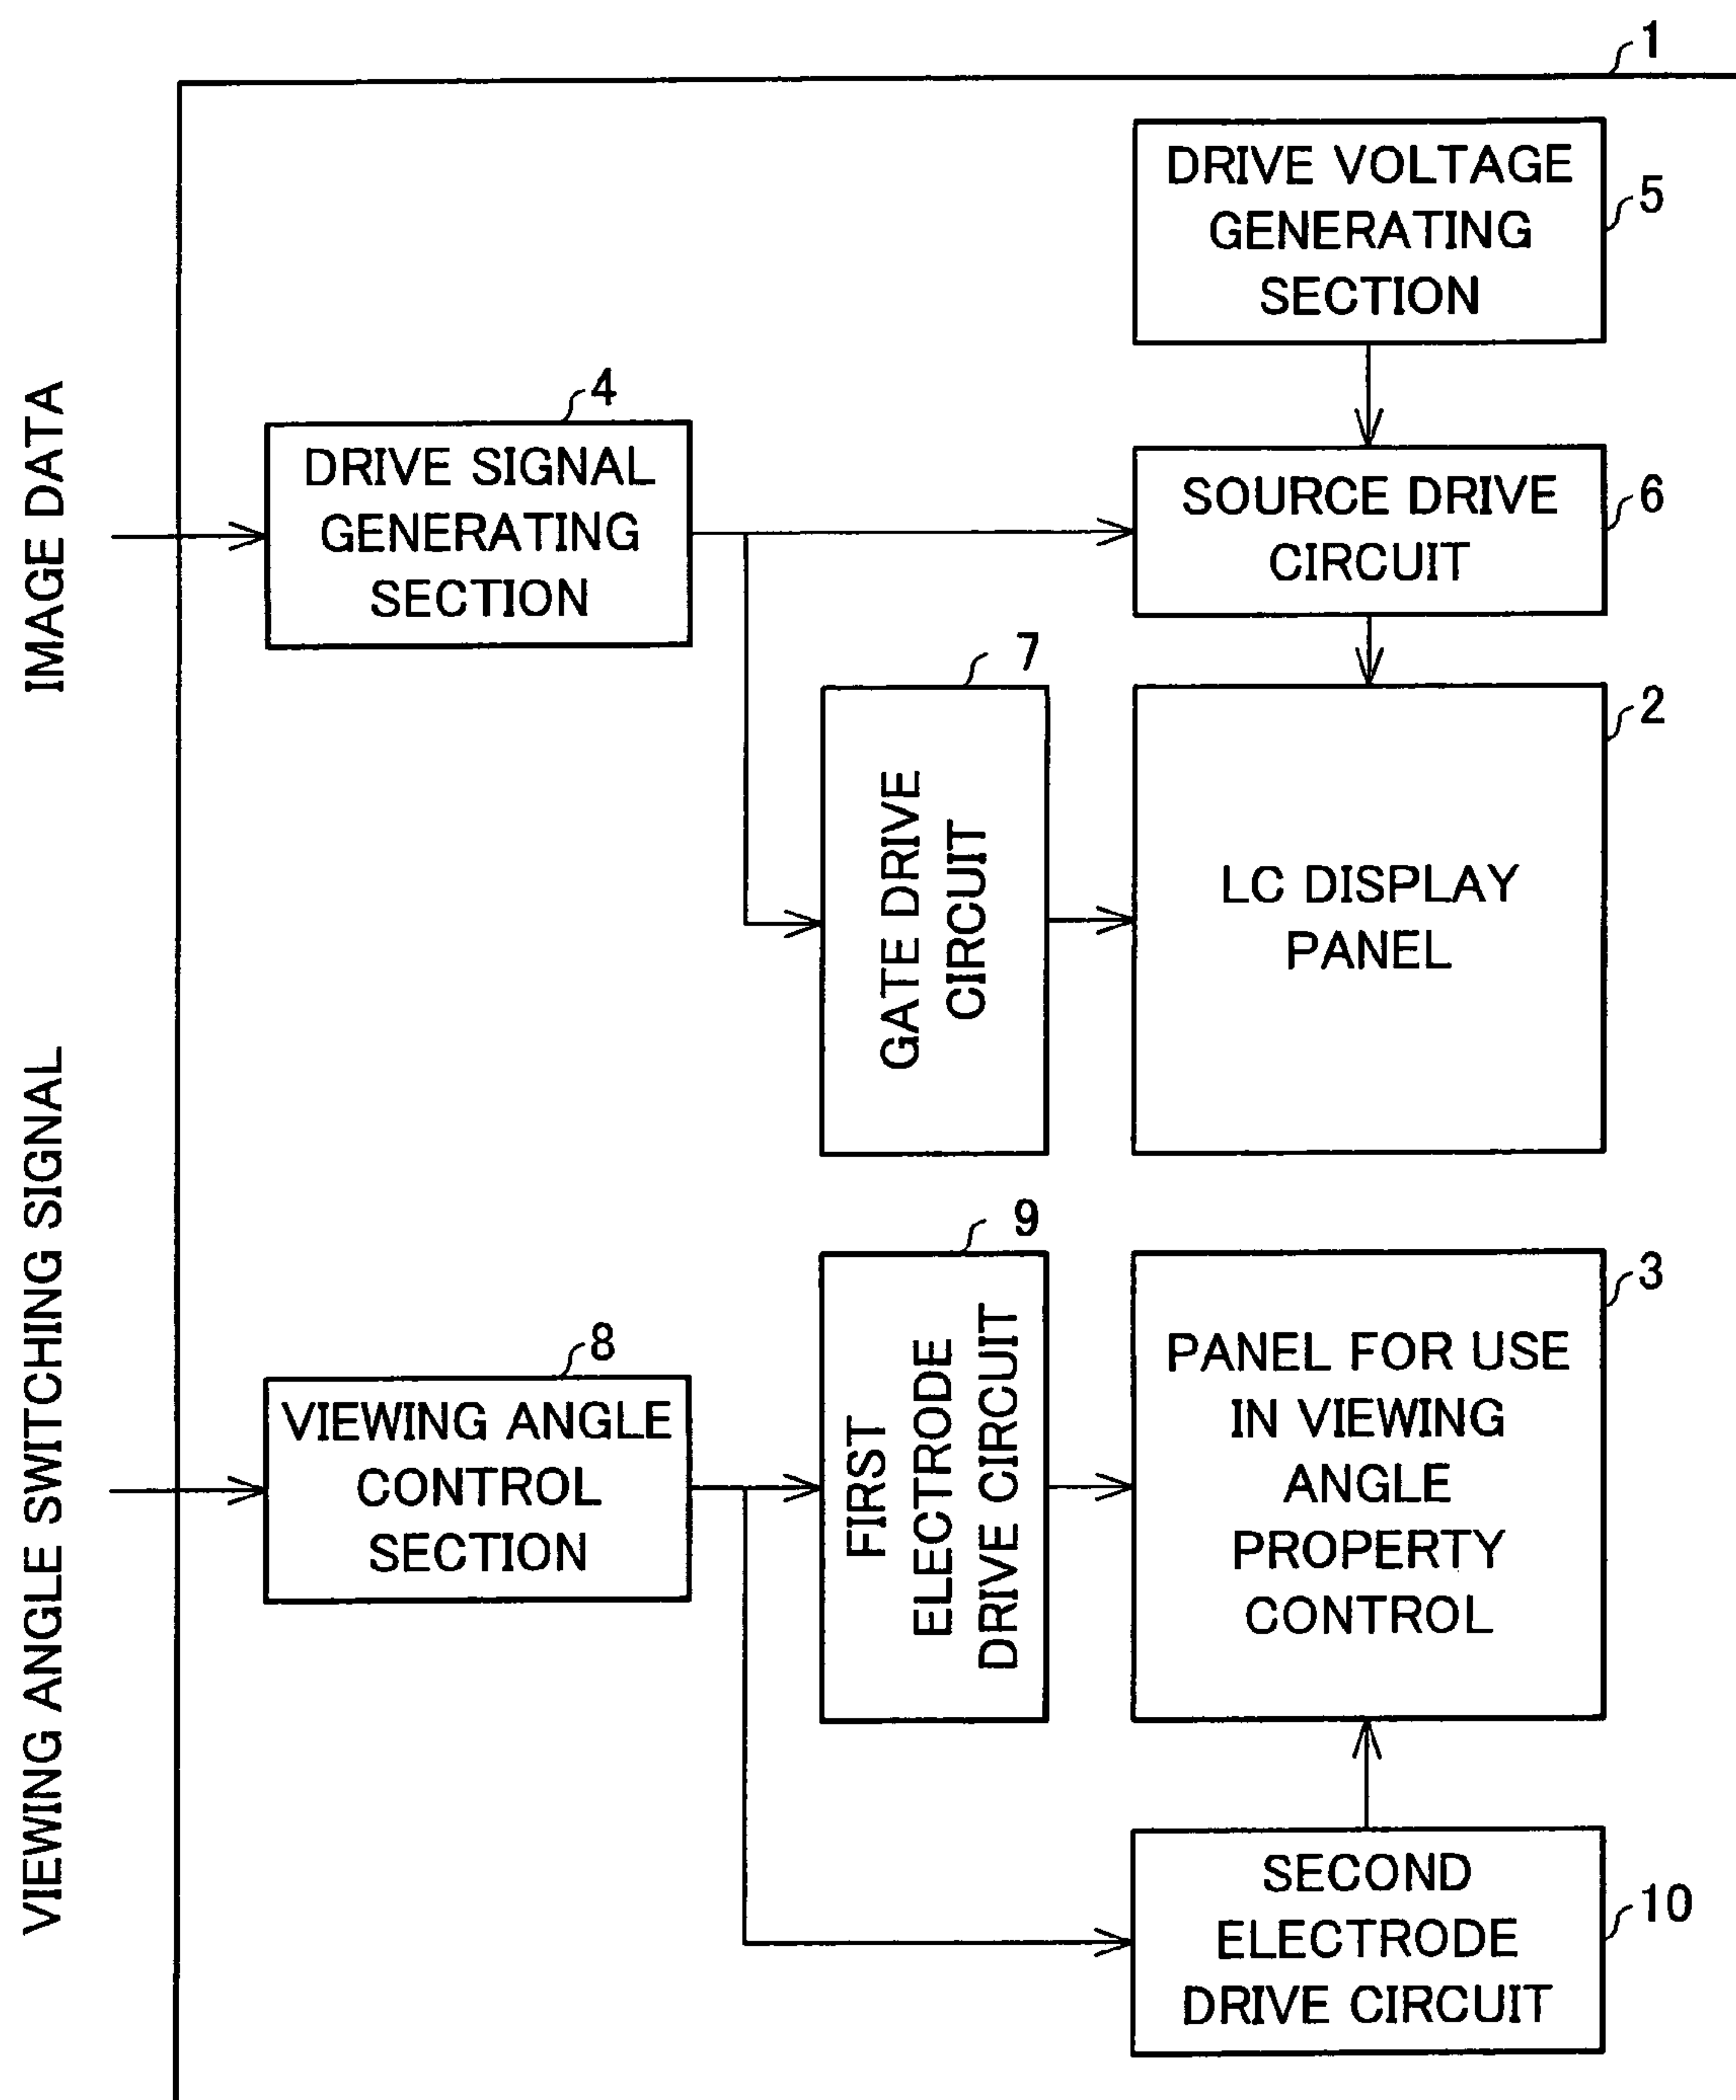 1
DRIVE VOLTAGE
GENERATING
SECTION
5
IMAGE DATA
4
DRIVE SIGNAL
GENERATING
SECTION
SOURCE DRIVE
CIRCUIT
6
7
GATE DRIVE
CIRCUIT
2
LC DISPLAY
PANEL
VIEWING ANGLE SWITCHING SIGNAL
8
VIEWING ANGLE
CONTROL
SECTION
9
FIRST
ELECTRODE
DRIVE CIRCUIT
3
PANEL FOR USE
IN VIEWING
ANGLE
PROPERTY
CONTROL
SECOND
ELECTRODE
DRIVE CIRCUIT
10